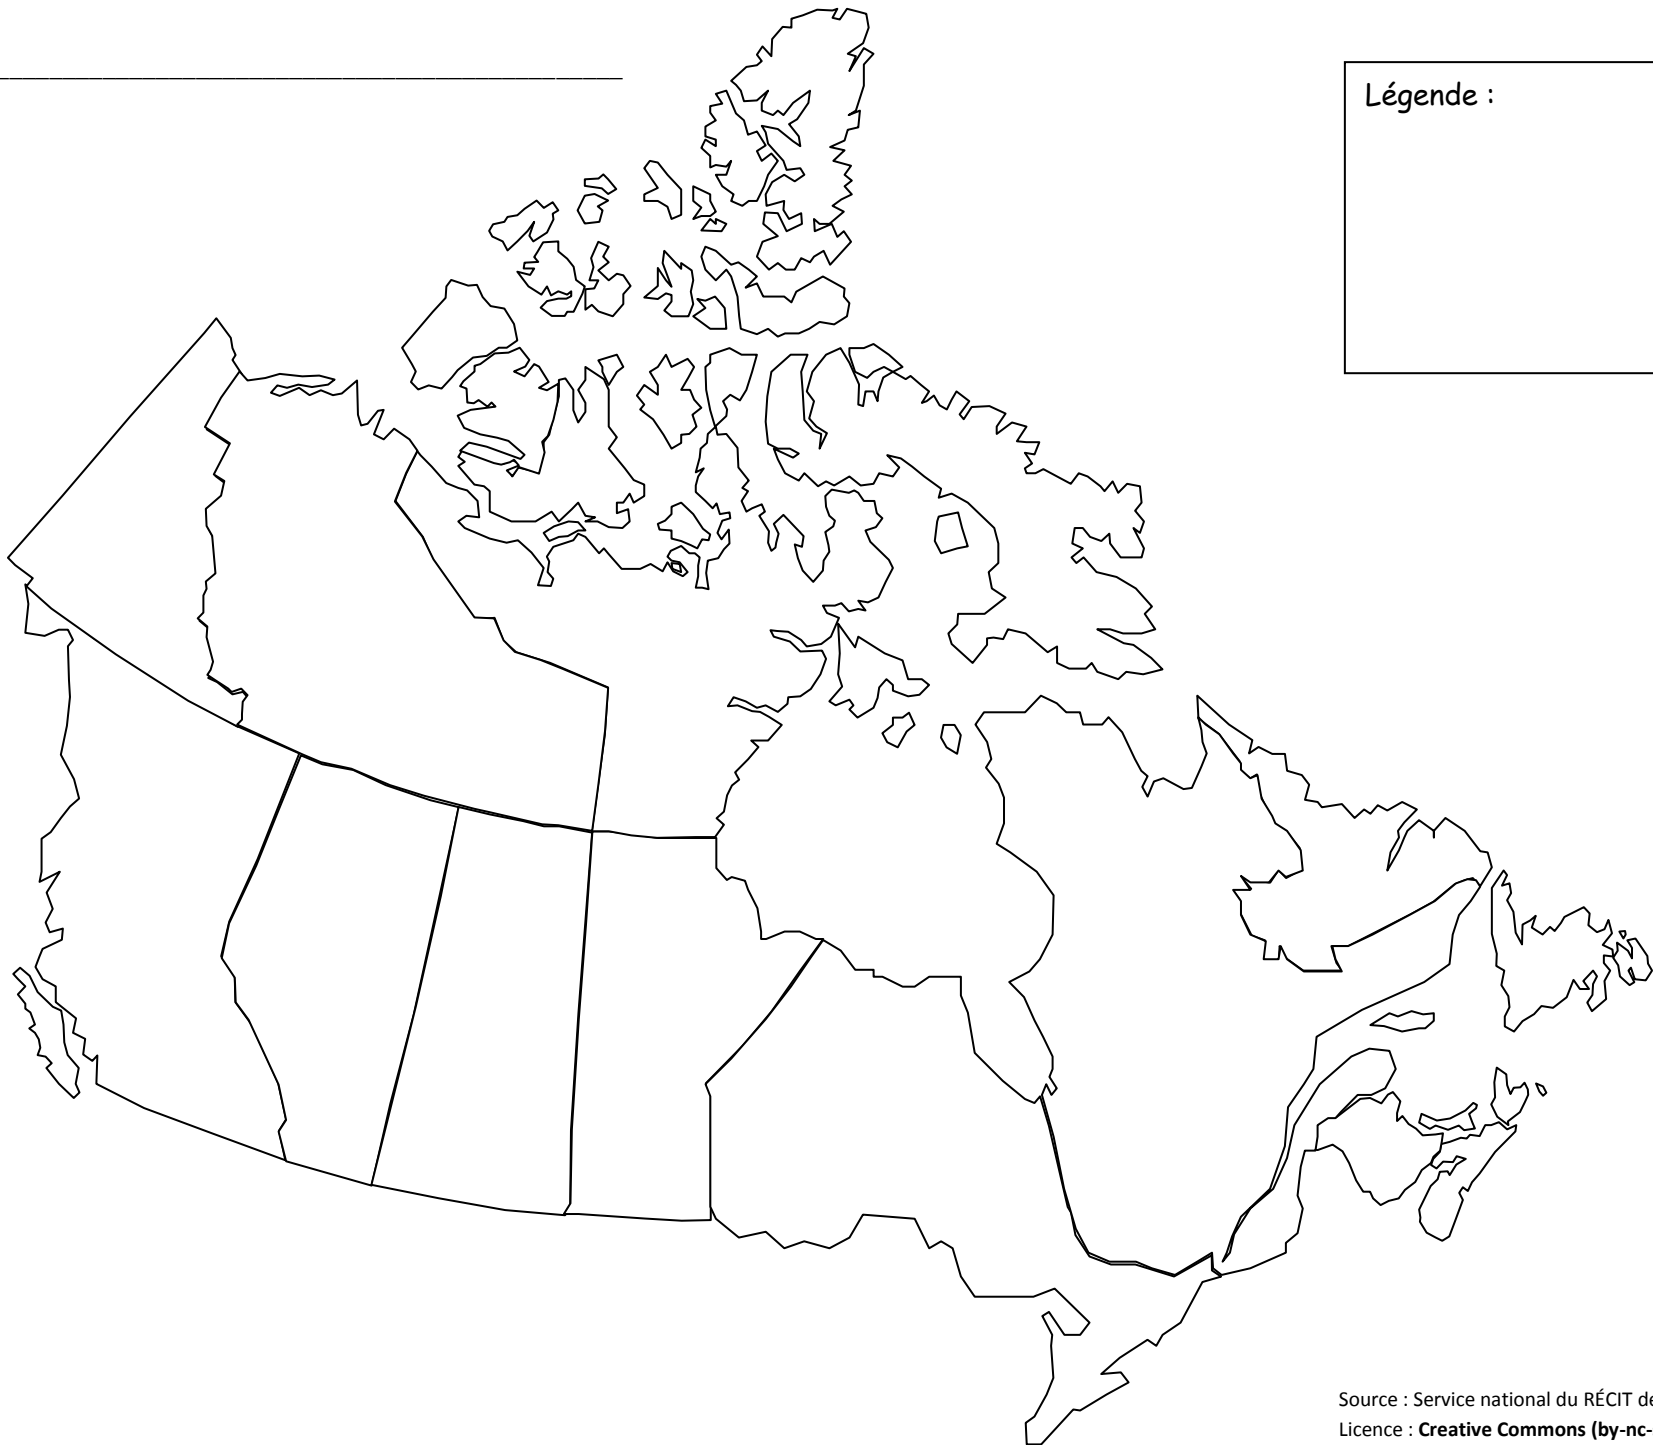 Légende :
Source : Service national du RÉCIT de
Licence : Creative Commons (by-nc-